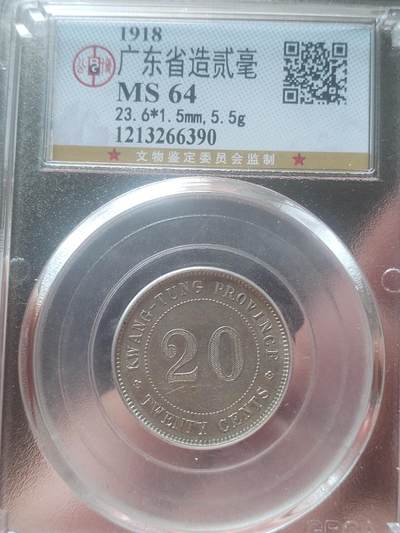 1918
广东省造贰毫
MS 64
23.6*1.5mm,5.5g
1213266390
★ 文物鉴定委员会监制 ★
KWANG-TUNG PROVINCE
20
TWENTY CENTS